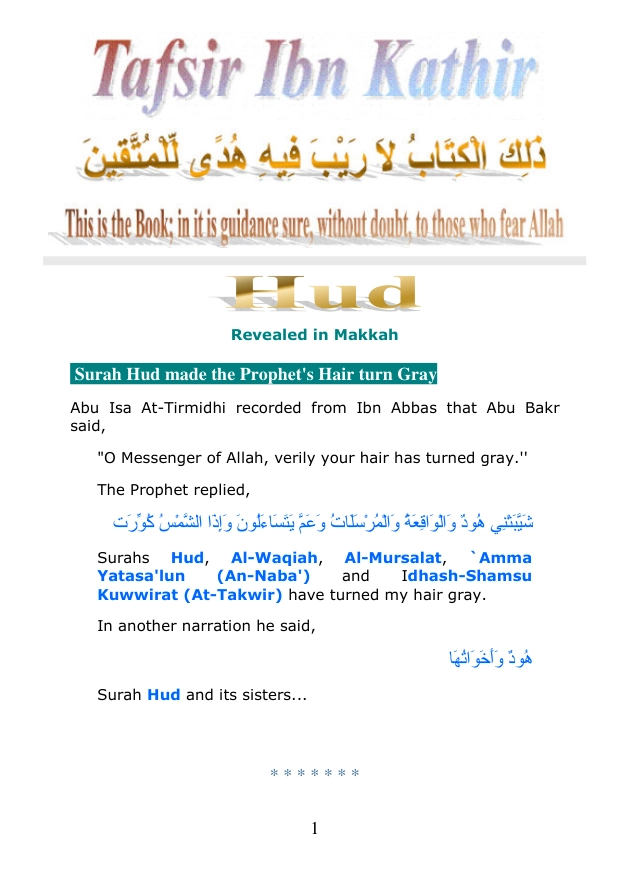 Tafsir Ibn Kathir
ذَلِكَ الْكِتَابُ لاَ رَيْبَ فِيهِ هُدًى لِّلْمُتَّقِينَ
This is the Book; in it is guidance sure, without doubt, to those who fear Allah
Hud
Revealed in Makkah
Surah Hud made the Prophet's Hair turn Gray
Abu Isa At-Tirmidhi recorded from Ibn Abbas that Abu Bakr
said,
"O Messenger of Allah, verily your hair has turned gray.''
The Prophet replied,
شَيَّبَتْنِي هُودٌ وَالْوَاقِعَةُ وَالْمُرْسَلَاتُ وَعَمَّ يَتَسَاءَلُونَ وَإِذَا الشَّمْسُ كُوِّرَت
Surahs Hud, Al-Waqiah, Al-Mursalat, `Amma
Yatasa'lun (An-Naba') and Idhash-Shamsu
Kuwwirat (At-Takwir) have turned my hair gray.
In another narration he said,
هُودٌ وَأَخَوَاتُهَا
Surah Hud and its sisters...
* * * * * * *
1